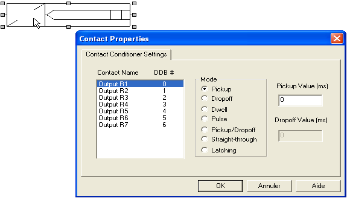 Contact Properties
Contact Conditioner Settings
Contact Name DDB #
Output R1 0
Output R2 1
Output R3 2
Output R4 3
Output R5 4
Output R6 5
Output R7 6
Mode
Pickup
Dropoff
Dwell
Pulse
Pickup/Dropoff
Straight-through
Latching
Pickup Value (ms)
0
Dropoff Value (ms)
0
OK Annuler Aide